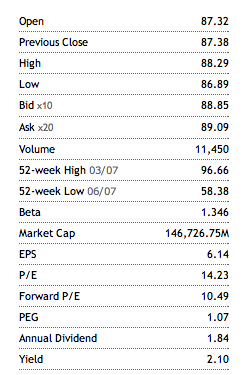 Open 87.32
Previous Close 87.38
High 88.29
Low 86.89
Bid x10 88.85
Ask x20 89.09
Volume 11,450
52-week High 03/07 96.66
52-week Low 06/07 58.38
Beta 1.346
Market Cap 146,726.75M
EPS 6.14
P/E 14.23
Forward P/E 10.49
PEG 1.07
Annual Dividend 1.84
Yield 2.10